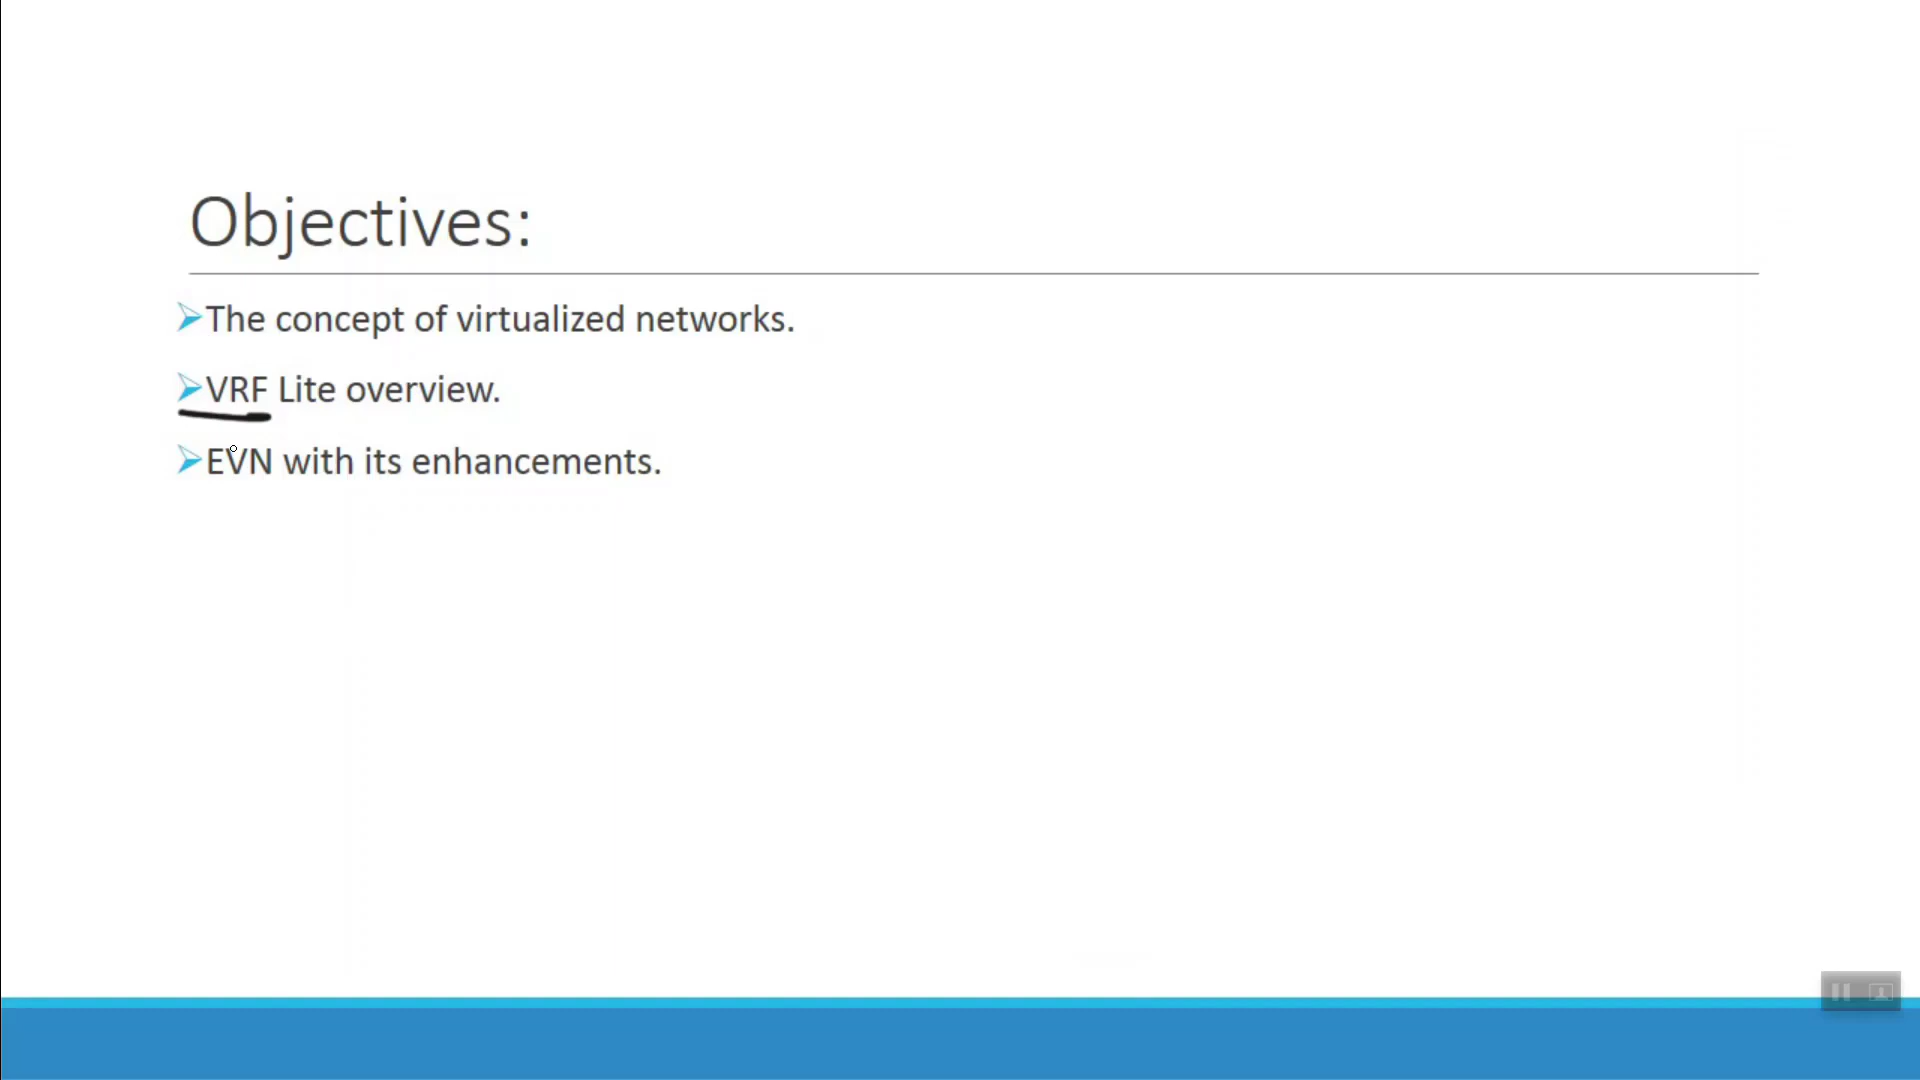 Objectives:
The concept of virtualized networks.
VRF Lite overview.
EVN with its enhancements.